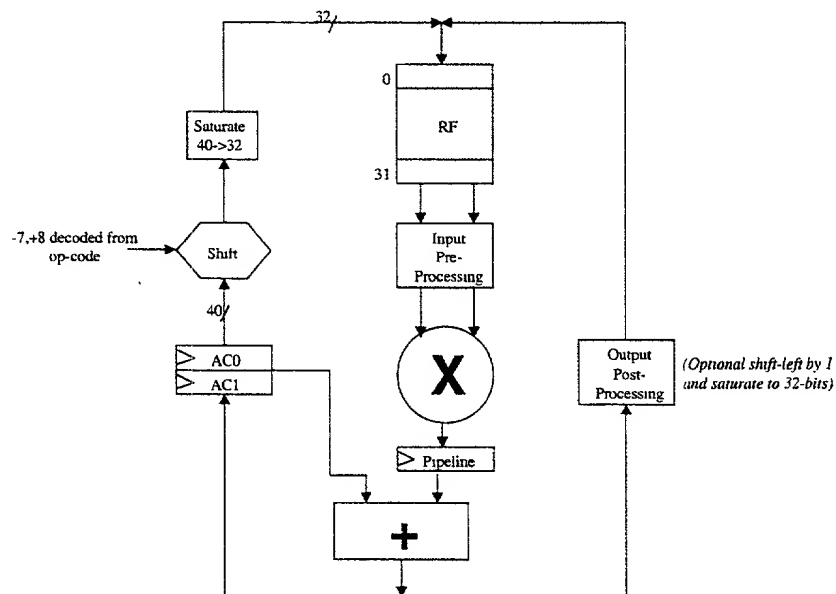 32
0
RF
31
Saturate
40->32
-7,+8 decoded from
op-code
Shift
Input
Pre-
Processing
40
AC0
AC1
X
Output
Post-
Processing
(Optional shift-left by 1
and saturate to 32-bits)
Pipeline
+